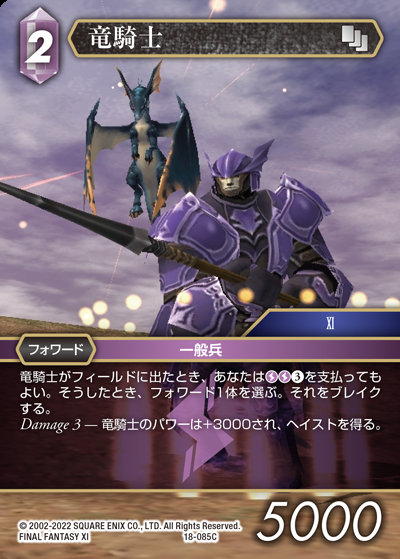 2
竜騎士
XI
フォワード
一般兵
竜騎士がフィールドに出たとき、あなたは3を支払っても
よい。そうしたとき、フォワード1体を選ぶ。それをブレイク
する。
Damage 3 — 竜騎士のパワーは+3000され、ヘイストを得る。
© 2002-2022 SQUARE ENIX CO., LTD. All Rights Reserved.
FINAL FANTASY XI
18-085C
5000